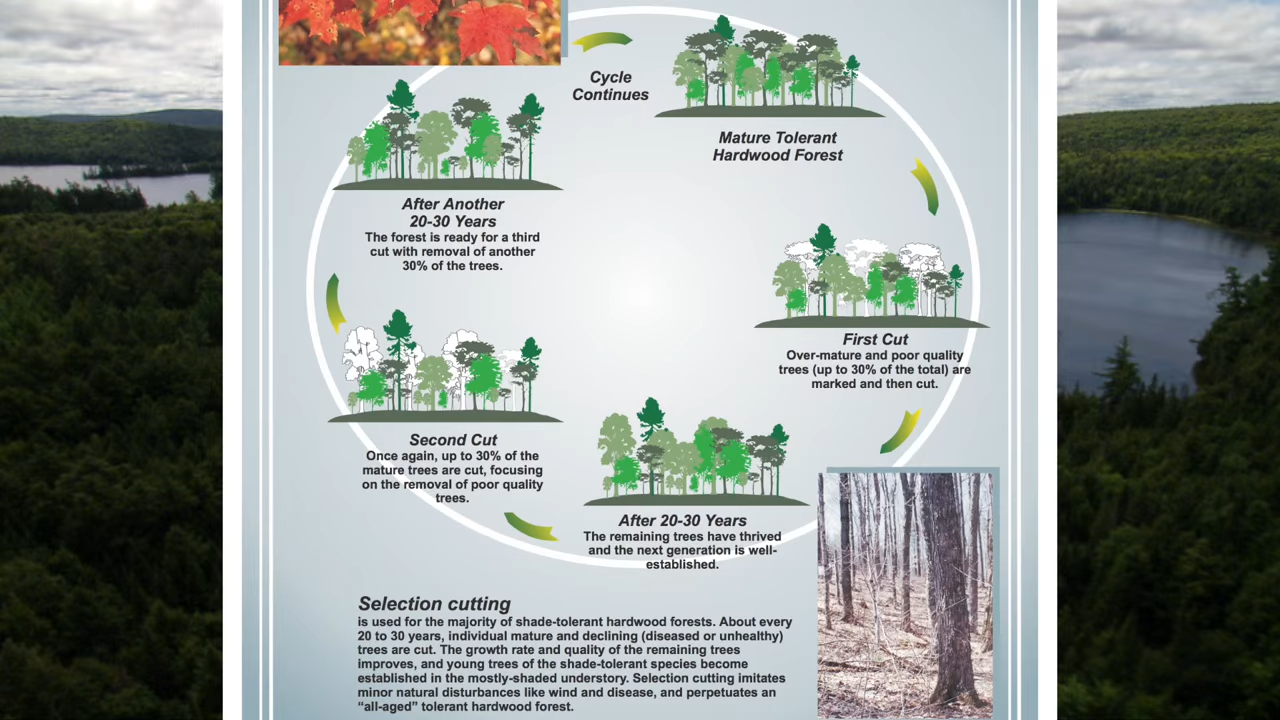 Cycle
Continues
Mature Tolerant
Hardwood Forest
First Cut
Over-mature and poor quality
trees (up to 30% of the total) are
marked and then cut.
After 20-30 Years
The remaining trees have thrived
and the next generation is well-
established.
Second Cut
Once again, up to 30% of the
mature trees are cut, focusing
on the removal of poor quality
trees.
After Another
20-30 Years
The forest is ready for a third
cut with removal of another
30% of the trees.
Selection cutting
is used for the majority of shade-tolerant hardwood forests. About every
20 to 30 years, individual mature and declining (diseased or unhealthy)
trees are cut. The growth rate and quality of the remaining trees
improves, and young trees of the shade-tolerant species become
established in the mostly-shaded understory. Selection cutting imitates
minor natural disturbances like wind and disease, and perpetuates an
“all-aged” tolerant hardwood forest.